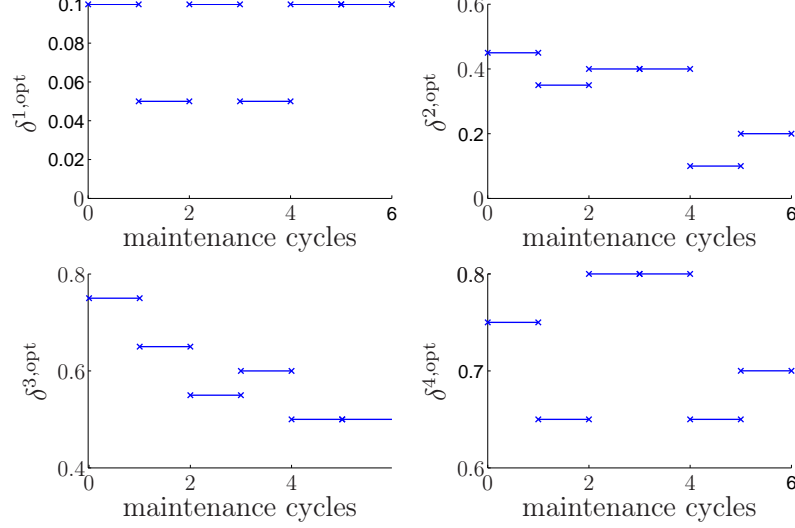 0.1
0.08
0.06
0.04
0.02
0
δ^{1,opt}
0 2 4 6
maintenance cycles
0.6
0.4
0.2
0
δ^{2,opt}
0 2 4 6
maintenance cycles
0.8
0.6
0.4
δ^{3,opt}
0 2 4
maintenance cycles
0.8
0.7
0.6
δ^{4,opt}
0 2 4 6
maintenance cycles